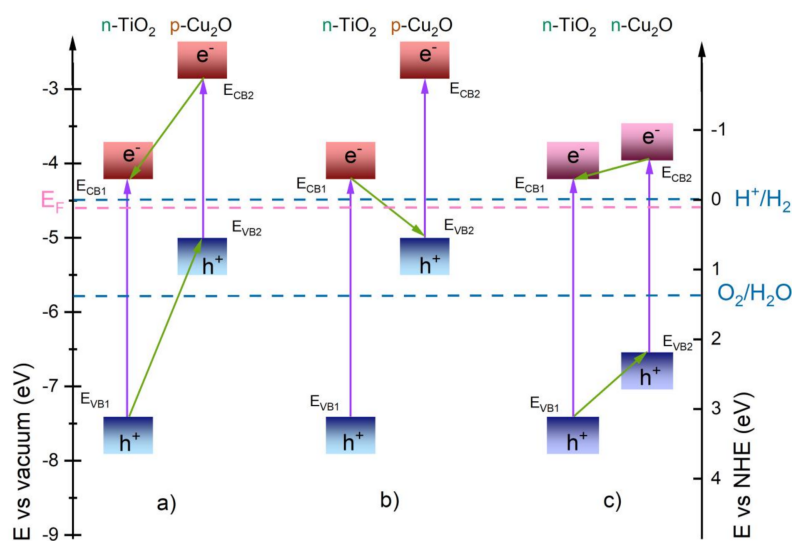 n-TiO2 p-Cu2O n-TiO2 p-Cu2O n-TiO2 n-Cu2O
e- e- e-
-3
ECB2 ECB2
-1
e- e- e-
-4
ECB1 ECB1 ECB1 ECB2
EF
0 H+/H2
-5
EVB2 EVB2
h+ h+
1
O2/H2O
-6
2
EVB2
h+
-7
EVB1 EVB1 EVB1
3
h+ h+ h+
-8
4
a) b) c)
-9
E vs vacuum (eV)
E vs NHE (eV)